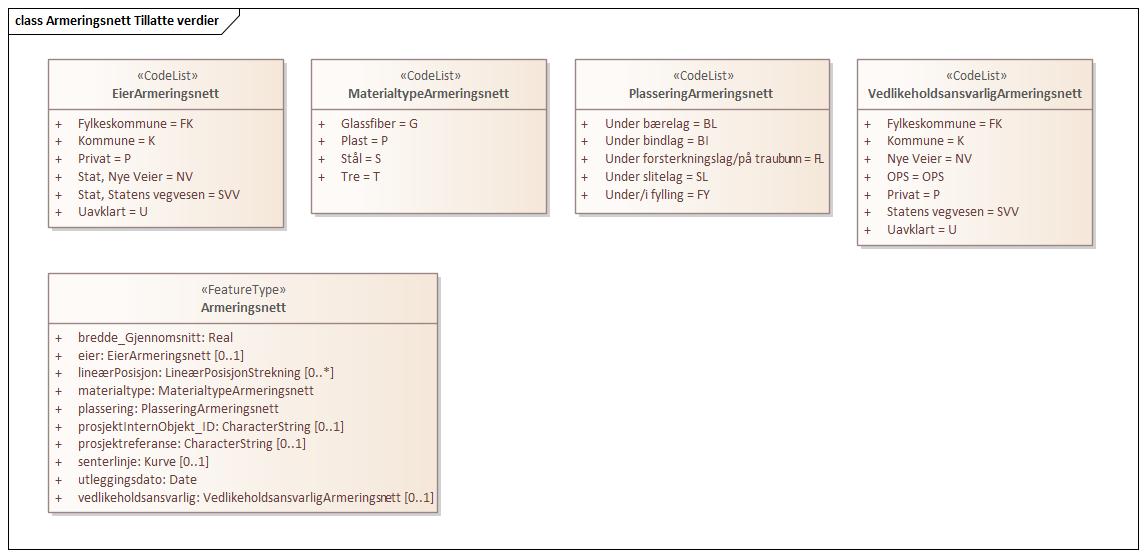 class Armeringsnett Tillatte verdier
«CodeList»
EierArmeringsnett
+ Fylkeskommune = FK
+ Kommune = K
+ Privat = P
+ Stat, Nye Veier = NV
+ Stat, Statens vegvesen = SVV
+ Uavklart = U
«CodeList»
MaterialtypeArmeringsnett
+ Glassfiber = G
+ Plast = P
+ Stål = S
+ Tre = T
«CodeList»
PlasseringArmeringsnett
+ Under bærelag = BL
+ Under bindlag = BI
+ Under forsterkningslag/på traubunn = FL
+ Under slitelag = SL
+ Under/i fylling = FY
«CodeList»
VedlikeholdsansvarligArmeringsnett
+ Fylkeskommune = FK
+ Kommune = K
+ Nye Veier = NV
+ OPS = OPS
+ Privat = P
+ Statens vegvesen = SVV
+ Uavklart = U
«FeatureType»
Armeringsnett
+ bredde_Gjennomsnitt: Real
+ eier: EierArmeringsnett [0..1]
+ lineærPosisjon: LineærPosisjonStrekning [0..*]
+ materialtype: MaterialtypeArmeringsnett
+ plassering: PlasseringArmeringsnett
+ prosjektInternObjekt_ID: CharacterString [0..1]
+ prosjektreferanse: CharacterString [0..1]
+ senterlinje: Kurve [0..1]
+ utleggingsdato: Date
+ vedlikeholdsansvarlig: VedlikeholdsansvarligArmeringsnett [0..1]